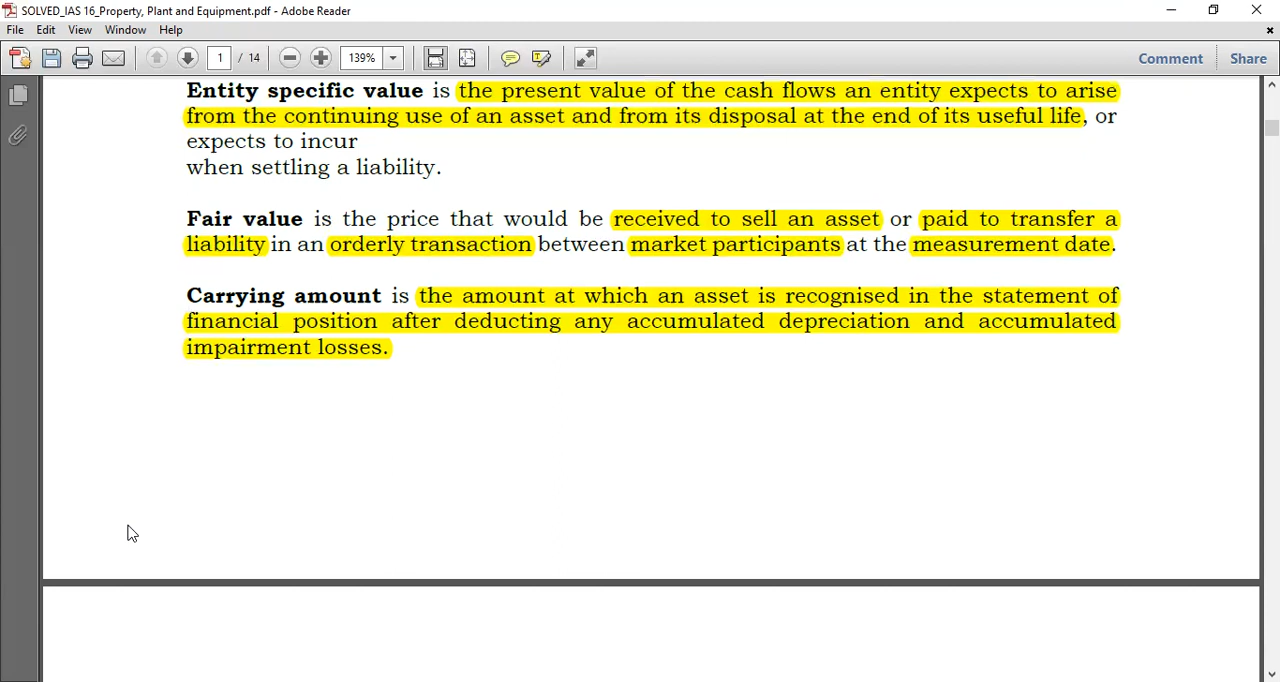 SOLVED_IAS 16_Property, Plant and Equipment.pdf - Adobe Reader
File Edit View Window Help
1 / 14 139% Comment Share
Entity specific value is the present value of the cash flows an entity expects to arise
from the continuing use of an asset and from its disposal at the end of its useful life, or
expects to incur
when settling a liability.
Fair value is the price that would be received to sell an asset or paid to transfer a
liability in an orderly transaction between market participants at the measurement date.
Carrying amount is the amount at which an asset is recognised in the statement of
financial position after deducting any accumulated depreciation and accumulated
impairment losses.